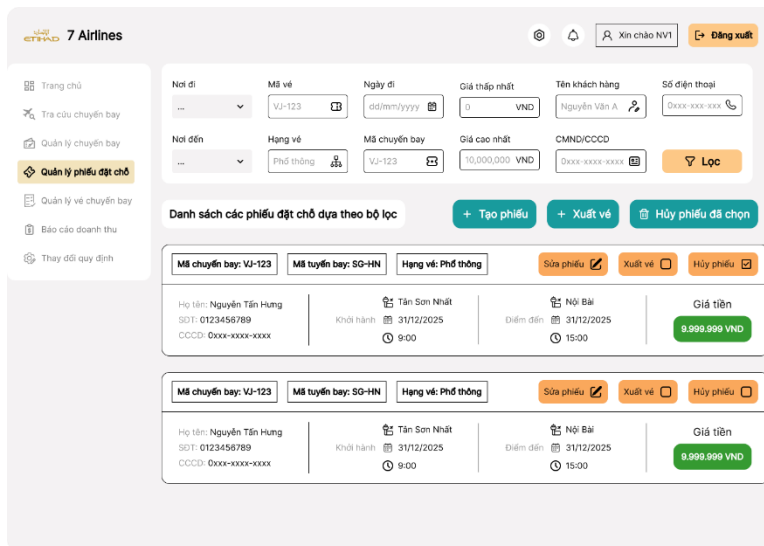 ETIHAD 7 Airlines
Xin chào NV1
Đăng xuất
Trang chủ
Tra cứu chuyến bay
Quản lý chuyến bay
Quản lý phiếu đặt chỗ
Quản lý vé chuyến bay
Báo cáo doanh thu
Thay đổi quy định
Nơi đi Mã vé Ngày đi Giá thấp nhất Tên khách hàng Số điện thoại
... VJ-123 dd/mm/yyyy 0 VND Nguyễn Văn A 0xxx-xxx-xxx
Nơi đến Hạng vé Mã chuyến bay Giá cao nhất CMND/CCCD
... Phổ thông VJ-123 10,000,000 VND 0xxx-xxxx-xxxx Lọc
Danh sách các phiếu đặt chỗ dựa theo bộ lọc + Tạo phiếu + Xuất vé Hủy phiếu đã chọn
Mã chuyến bay: VJ-123 Mã tuyến bay: SG-HN Hạng vé: Phổ thông Sửa phiếu Xuất vé Hủy phiếu
Họ tên: Nguyễn Tấn Hưng Tân Sơn Nhất Nội Bài Giá tiền
SDT: 0123456789 Khởi hành 31/12/2025 Điểm đến 31/12/2025 9.999.999 VND
CCCD: 0xxx-xxxx-xxxx 9:00 15:00
Mã chuyến bay: VJ-123 Mã tuyến bay: SG-HN Hạng vé: Phổ thông Sửa phiếu Xuất vé Hủy phiếu
Họ tên: Nguyễn Tấn Hưng Tân Sơn Nhất Nội Bài Giá tiền
SDT: 0123456789 Khởi hành 31/12/2025 Điểm đến 31/12/2025 9.999.999 VND
CCCD: 0xxx-xxxx-xxxx 9:00 15:00